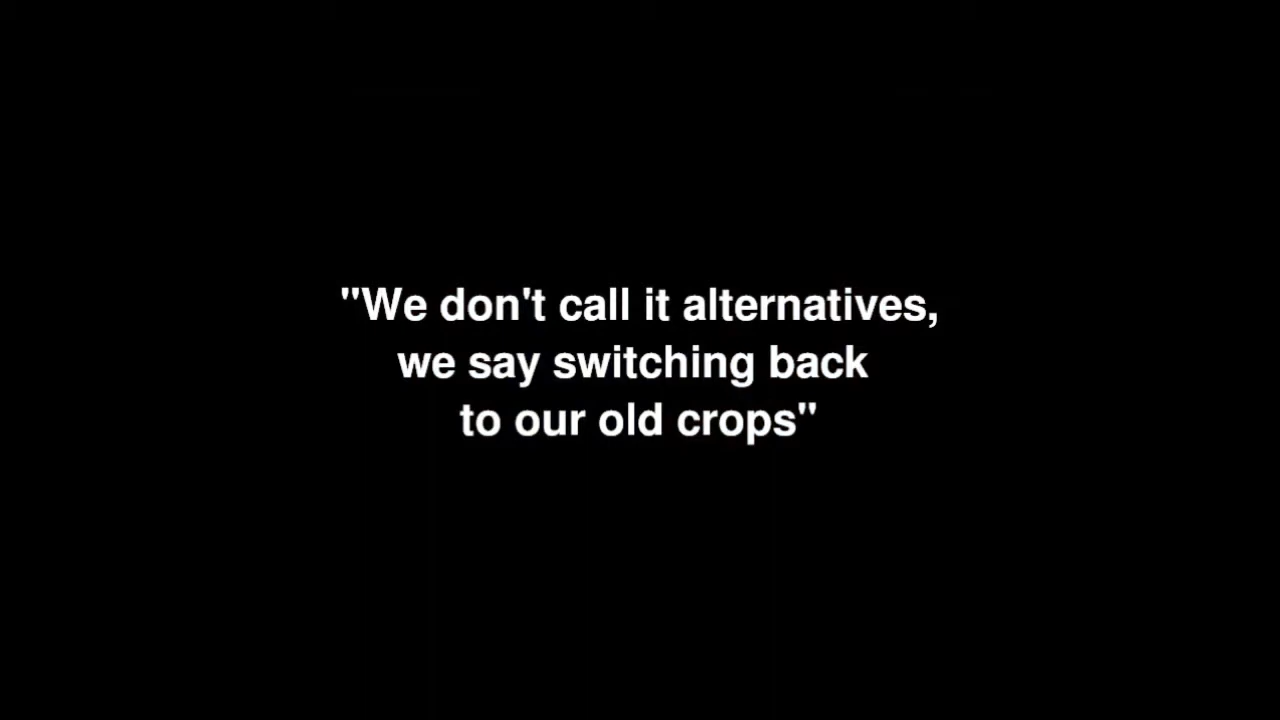 "We don't call it alternatives,
we say switching back
to our old crops"